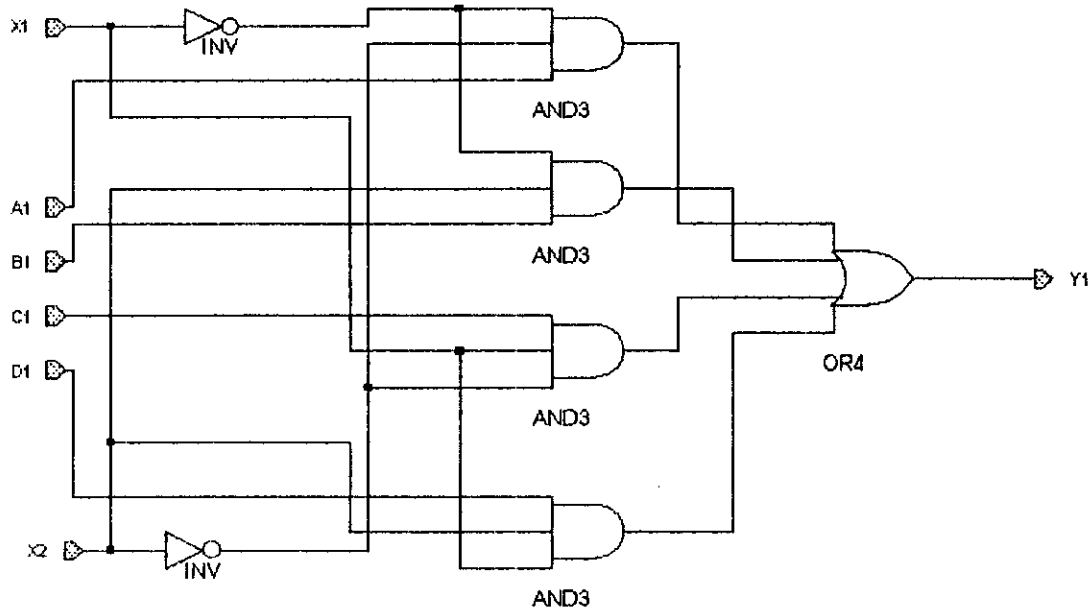 X1
INV
AND3
A1
B1
AND3
Y1
C1
OR4
D1
AND3
X2
INV
AND3